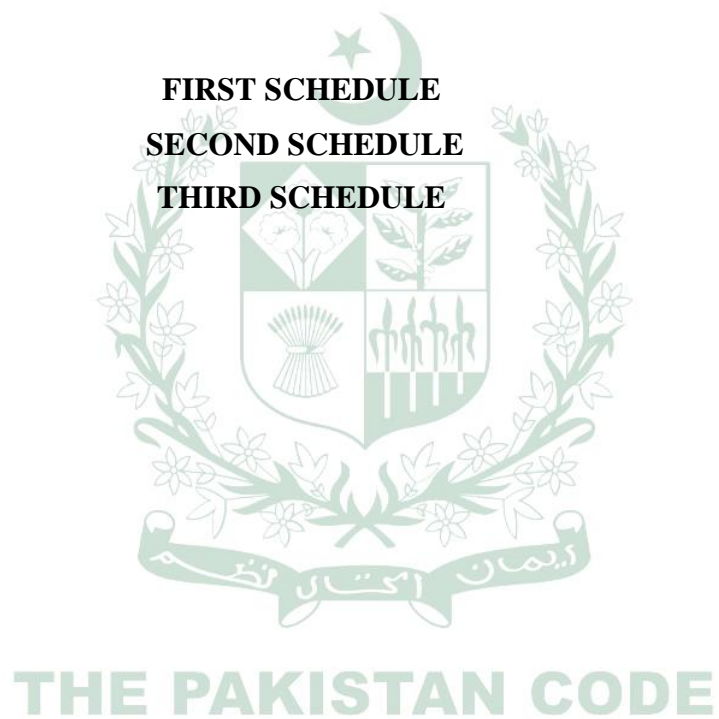 FIRST SCHEDULE
SECOND SCHEDULE
THIRD SCHEDULE
ایمان اتحاد نظم
THE PAKISTAN CODE